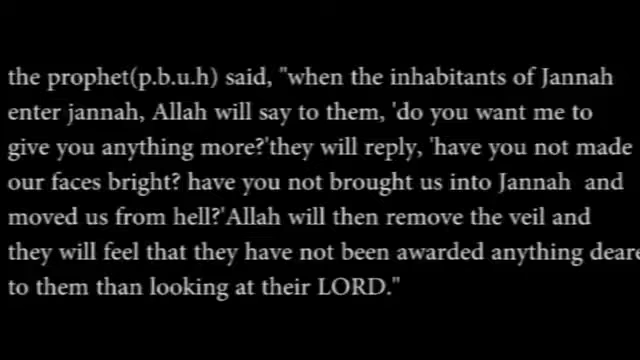 the prophet(p.b.u.h) said, "when the inhabitants of Jannah
enter jannah, Allah will say to them, 'do you want me to
give you anything more?'they will reply, 'have you not made
our faces bright? have you not brought us into Jannah and
moved us from hell?'Allah will then remove the veil and
they will feel that they have not been awarded anything deare
to them than looking at their LORD."